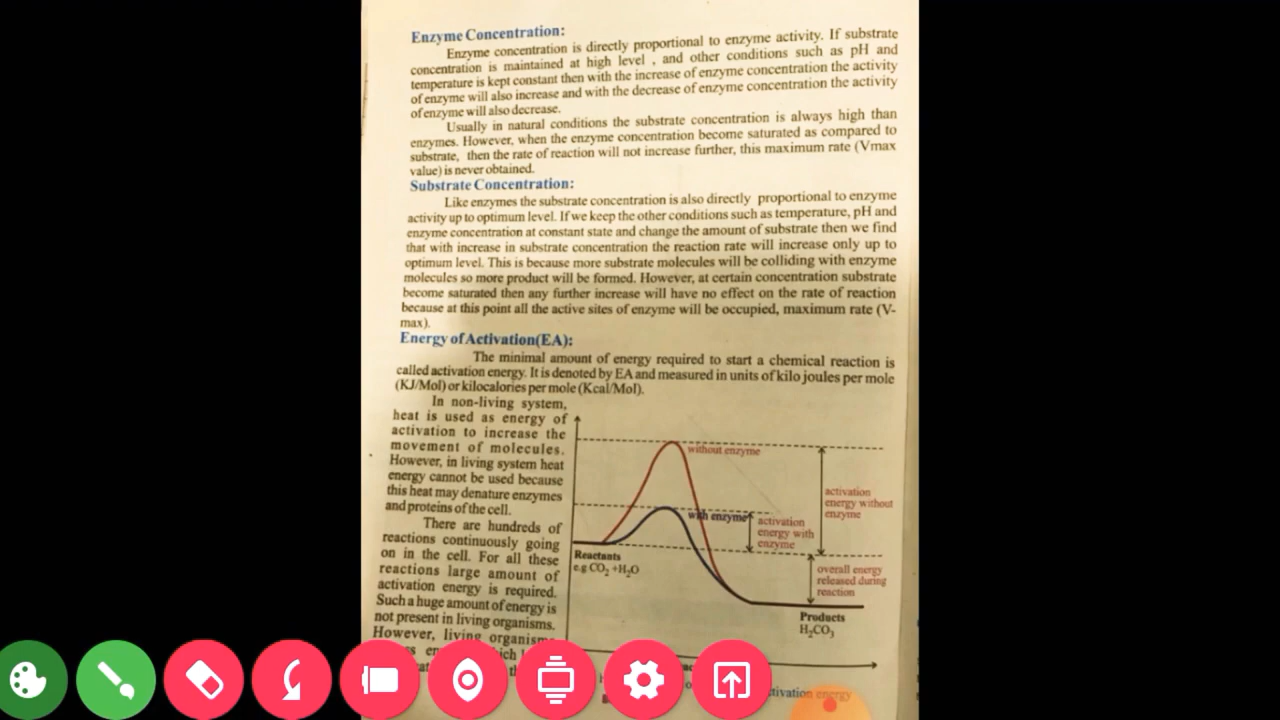 Enzyme Concentration:
Enzyme concentration is directly proportional to enzyme activity. If substrate
concentration is maintained at high level , and other conditions such as pH and
temperature is kept constant then with the increase of enzyme concentration the activity
of enzyme will also increase and with the decrease of enzyme concentration the activity
of enzyme will also decrease.
Usually in natural conditions the substrate concentration is always high than
enzymes. However, when the enzyme concentration become saturated as compared to
substrate, then the rate of reaction will not increase further, this maximum rate (Vmax
value) is never obtained.
Substrate Concentration:
Like enzymes the substrate concentration is also directly proportional to enzyme
activity up to optimum level. If we keep the other conditions such as temperature, pH and
enzyme concentration at constant state and change the amount of substrate then we find
that with increase in substrate concentration the reaction rate will increase only up to
optimum level. This is because more substrate molecules will be colliding with enzyme
molecules so more product will be formed. However, at certain concentration substrate
become saturated then any further increase will have no effect on the rate of reaction
because at this point all the active sites of enzyme will be occupied, maximum rate (V-
max).
Energy of Activation(EA):
The minimal amount of energy required to start a chemical reaction is
called activation energy. It is denoted by EA and measured in units of kilo joules per mole
(KJ/Mol) or kilocalories per mole (Kcal/Mol).
In non-living system,
heat is used as energy of
activation to increase the
movement of molecules.
However, in living system heat
energy cannot be used because
this heat may denature enzymes
and proteins of the cell.
There are hundreds of
reactions continuously going
on in the cell. For all these
reactions large amount of
activation energy is required.
Such a huge amount of energy is
not present in living organisms.
However, living organism
without enzyme
with enzyme
activation
energy with
enzyme
activation
energy without
enzyme
Reactants
e.g CO₂ +H₂O
overall energy
released during
reaction
Products
H₂CO₃
energy